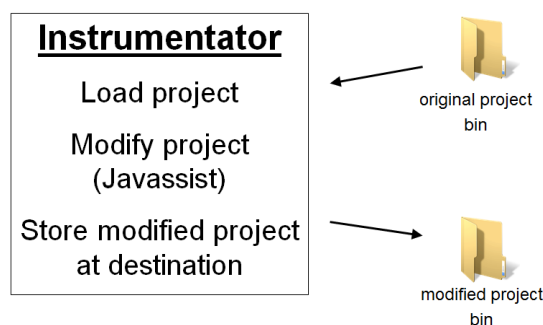 Instrumentator
Load project
Modify project
(Javassist)
Store modified project
at destination
original project
bin
modified project
bin